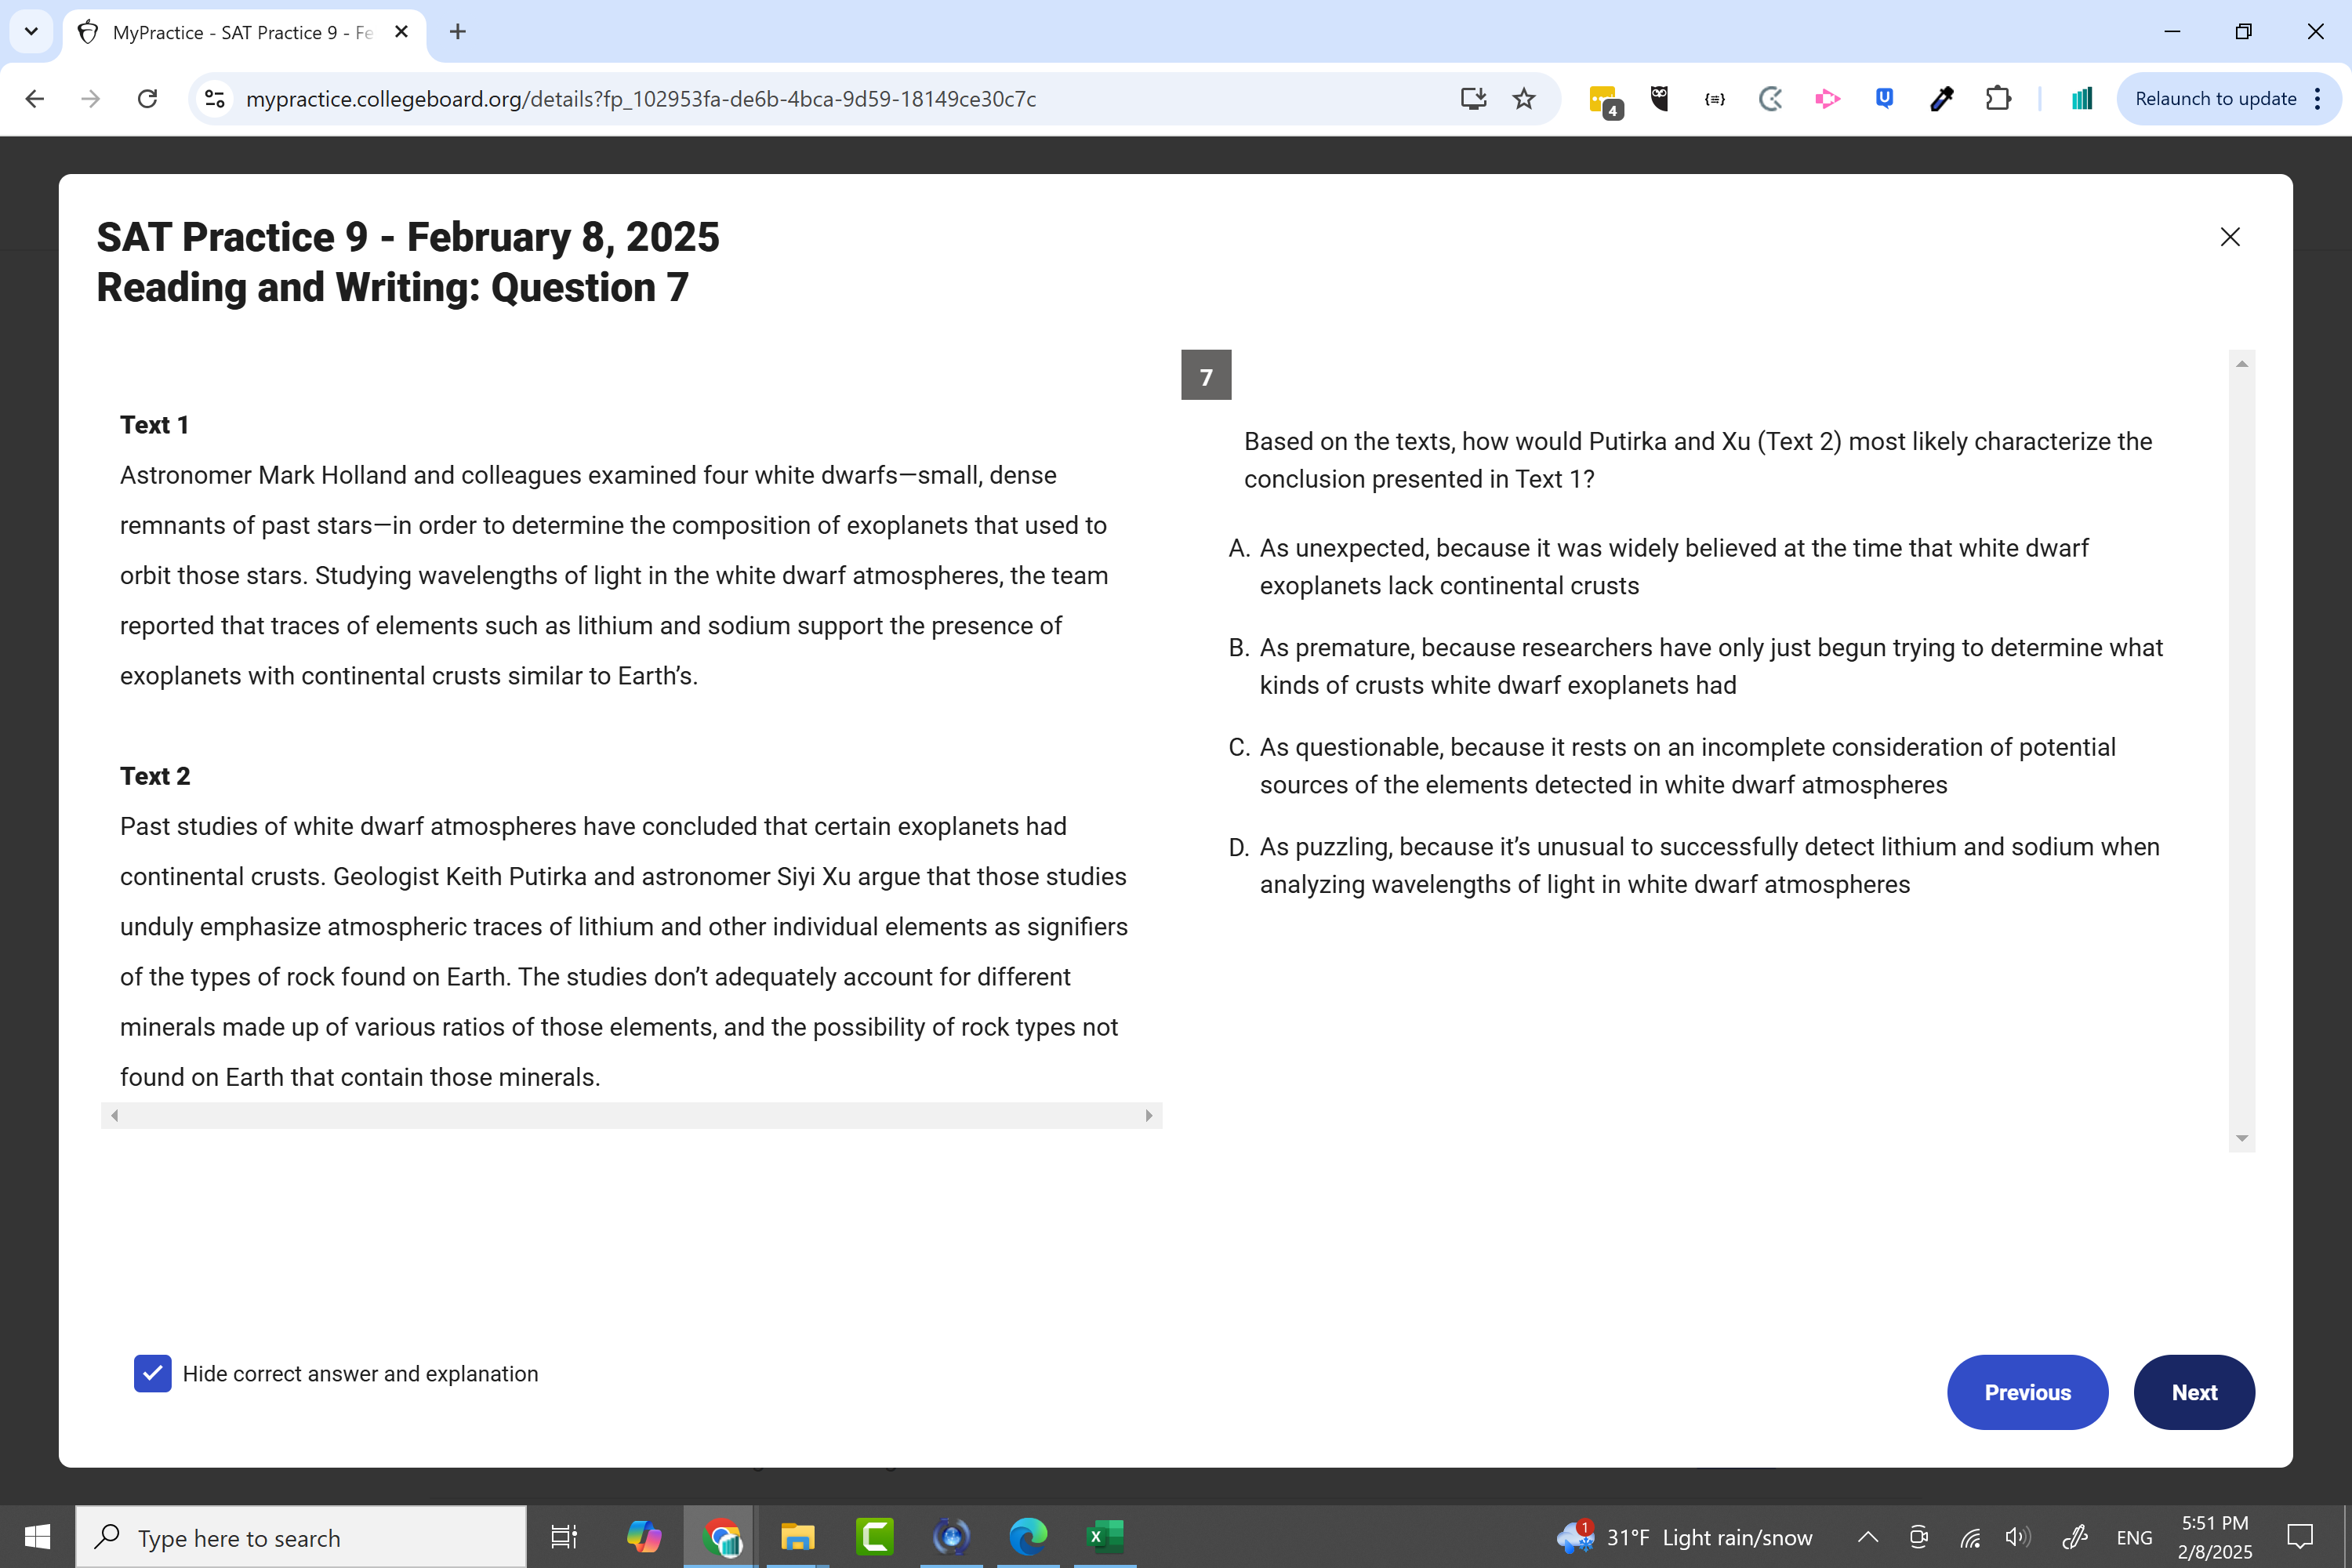 MyPractice - SAT Practice 9 - Fe
mypractice.collegeboard.org/details?fp_102953fa-de6b-4bca-9d59-18149ce30c7c
4
Relaunch to update
SAT Practice 9 - February 8, 2025
Reading and Writing: Question 7
Text 1
Astronomer Mark Holland and colleagues examined four white dwarfs—small, dense
remnants of past stars—in order to determine the composition of exoplanets that used to
orbit those stars. Studying wavelengths of light in the white dwarf atmospheres, the team
reported that traces of elements such as lithium and sodium support the presence of
exoplanets with continental crusts similar to Earth’s.
Text 2
Past studies of white dwarf atmospheres have concluded that certain exoplanets had
continental crusts. Geologist Keith Putirka and astronomer Siyi Xu argue that those studies
unduly emphasize atmospheric traces of lithium and other individual elements as signifiers
of the types of rock found on Earth. The studies don’t adequately account for different
minerals made up of various ratios of those elements, and the possibility of rock types not
found on Earth that contain those minerals.
7
Based on the texts, how would Putirka and Xu (Text 2) most likely characterize the
conclusion presented in Text 1?
A. As unexpected, because it was widely believed at the time that white dwarf
exoplanets lack continental crusts
B. As premature, because researchers have only just begun trying to determine what
kinds of crusts white dwarf exoplanets had
C. As questionable, because it rests on an incomplete consideration of potential
sources of the elements detected in white dwarf atmospheres
D. As puzzling, because it’s unusual to successfully detect lithium and sodium when
analyzing wavelengths of light in white dwarf atmospheres
Hide correct answer and explanation
Previous
Next
Type here to search
1
31°F Light rain/snow
ENG
5:51 PM
2/8/2025